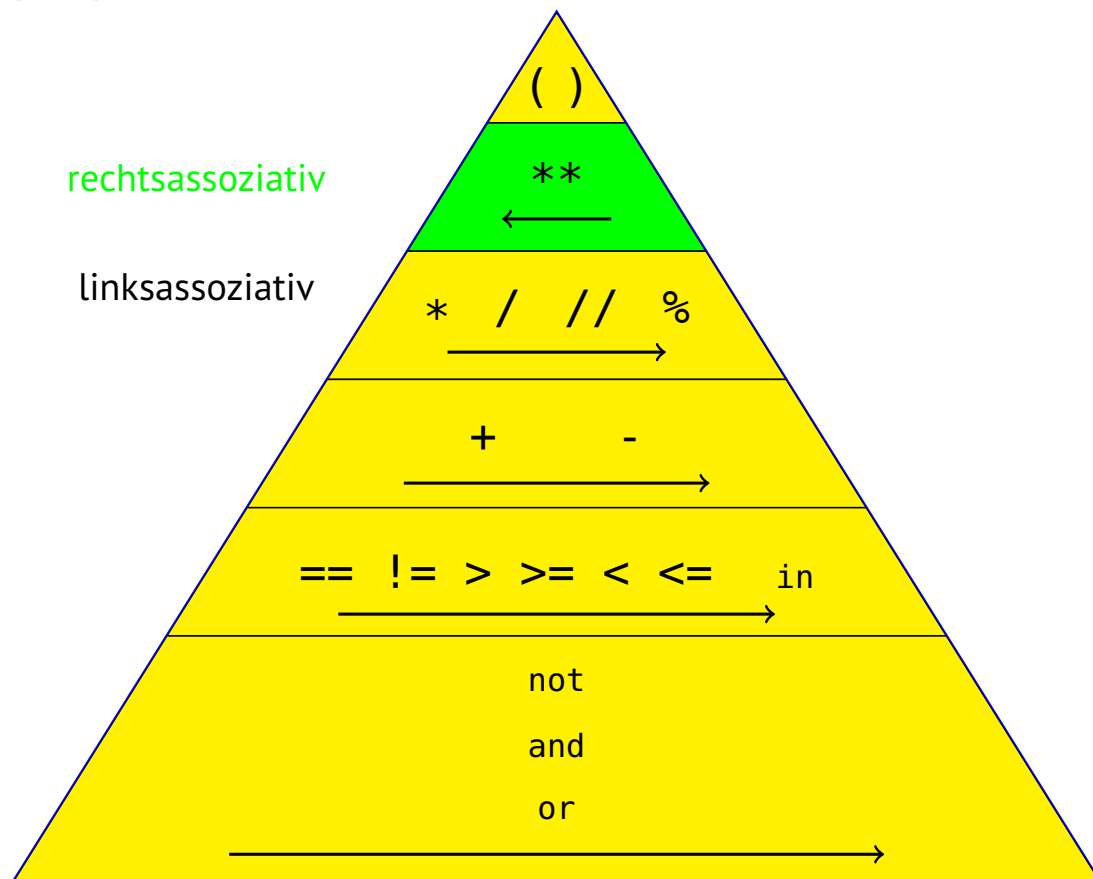 ( )
rechtsassoziativ
**
linksassoziativ
* / // %
+ -
== != > >= < <= in
not
and
or